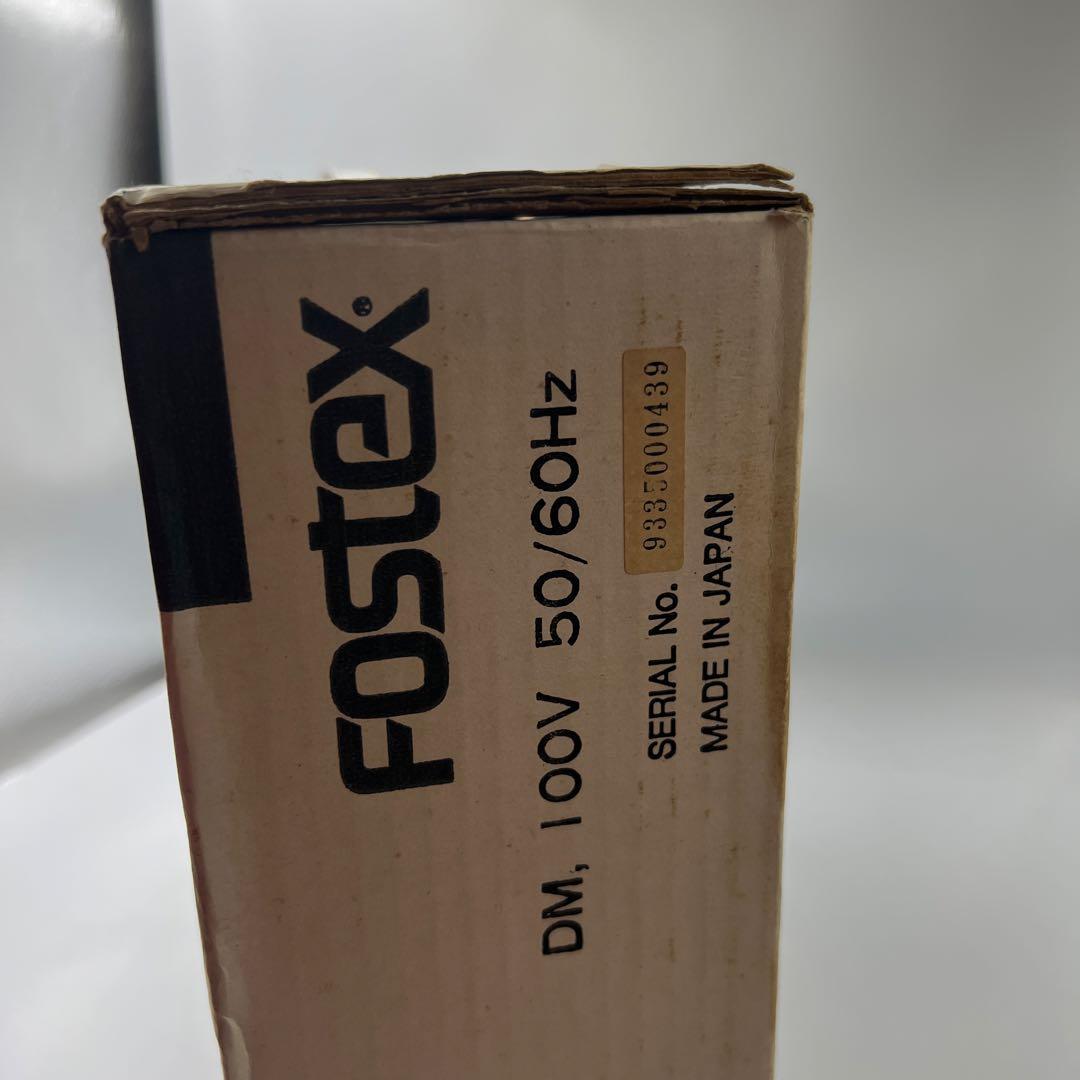 Fostex®
DM, 100V 50/60Hz
SERIAL No. 9335000439
MADE IN JAPAN